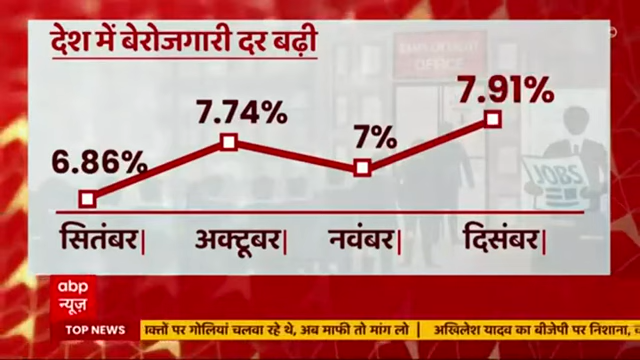 देश में बेरोजगारी दर बढ़ी
EMPLOYMENT
OFFICE
6.86%
7.74%
7%
7.91%
JOBS
सितंबर|
अक्टूबर|
नवंबर|
दिसंबर|
abp
न्यूज़
TOP NEWS
क्तों पर गोलियां चलवा रहे थे, अब माफी तो मांग लो | अखिलेश यादव का बीजेपी पर निशाना,